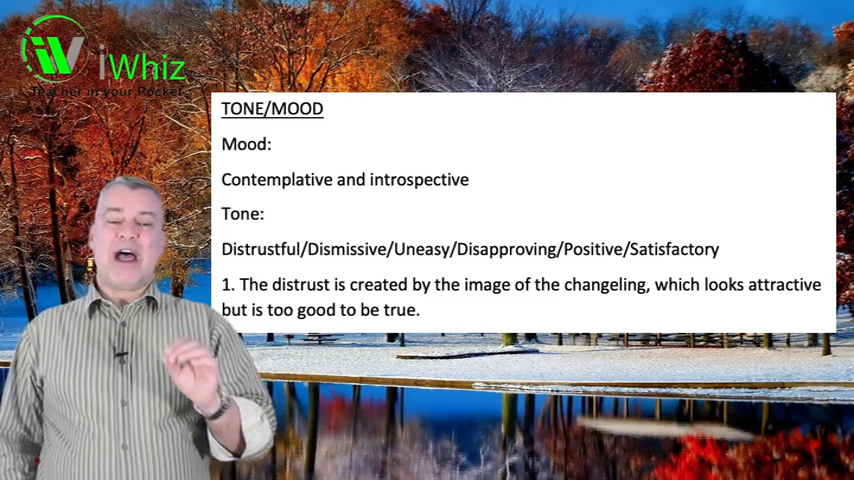 iWhiz
Teacher in your Pocket
TONE/MOOD
Mood:
Contemplative and introspective
Tone:
Distrustful/Dismissive/Uneasy/Disapproving/Positive/Satisfactory
1. The distrust is created by the image of the changeling, which looks attractive
but is too good to be true.